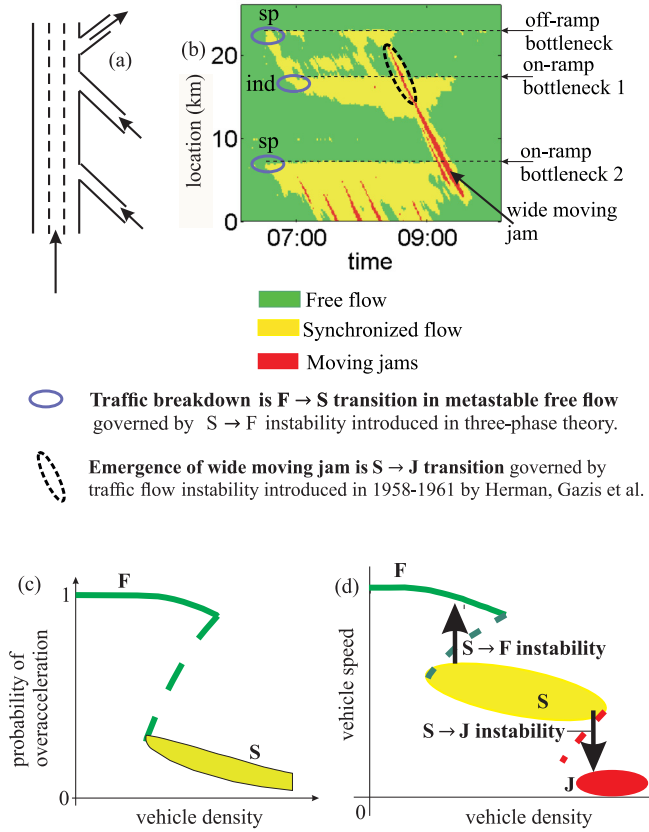 (a)
(b)
sp
ind
sp
location (km)
20
10
0
07:00
09:00
time
off-ramp
bottleneck
on-ramp
bottleneck 1
on-ramp
bottleneck 2
wide moving
jam
Free flow
Synchronized flow
Moving jams
Traffic breakdown is F → S transition in metastable free flow
governed by S → F instability introduced in three-phase theory.
Emergence of wide moving jam is S → J transition governed by
traffic flow instability introduced in 1958-1961 by Herman, Gazis et al.
(c)
F
1
probability of
overacceleration
S
0
vehicle density
(d)
F
vehicle speed
S → F instability
S
S → J instability
J
0
vehicle density